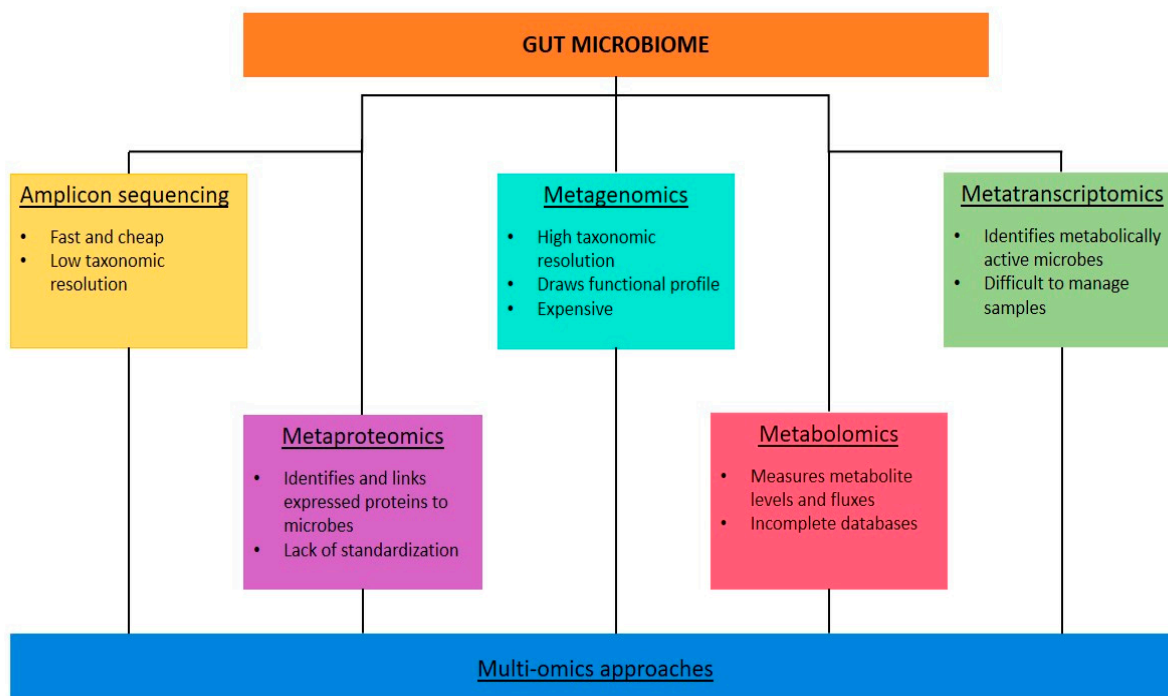 GUT MICROBIOME
Amplicon sequencing
• Fast and cheap
• Low taxonomic
resolution
Metagenomics
• High taxonomic
resolution
• Draws functional profile
• Expensive
Metatranscriptomics
• Identifies metabolically
active microbes
• Difficult to manage
samples
Metaproteomics
• Identifies and links
expressed proteins to
microbes
• Lack of standardization
Metabolomics
• Measures metabolite
levels and fluxes
• Incomplete databases
Multi-omics approaches